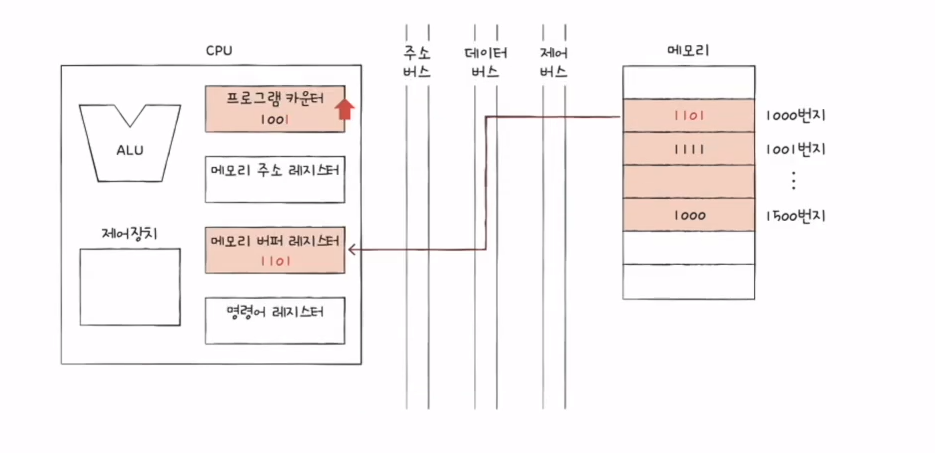 CPU
프로그램 카운터
1001
ALU
메모리 주소 레지스터
제어장치
메모리 버퍼 레지스터
1101
명령어 레지스터
주소
버스
데이터
버스
제어
버스
메모리
1101
1000번지
1111
1001번지
⋮
1000
1500번지